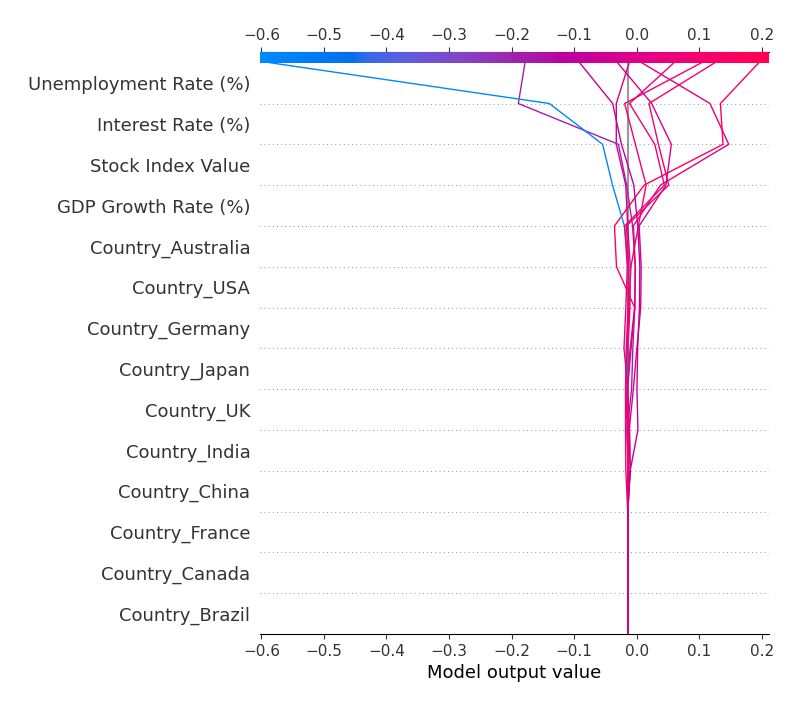 −0.6 −0.5 −0.4 −0.3 −0.2 −0.1 0.0 0.1 0.2
Unemployment Rate (%)
Interest Rate (%)
Stock Index Value
GDP Growth Rate (%)
Country_Australia
Country_USA
Country_Germany
Country_Japan
Country_UK
Country_India
Country_China
Country_France
Country_Canada
Country_Brazil
−0.6 −0.5 −0.4 −0.3 −0.2 −0.1 0.0 0.1 0.2
Model output value